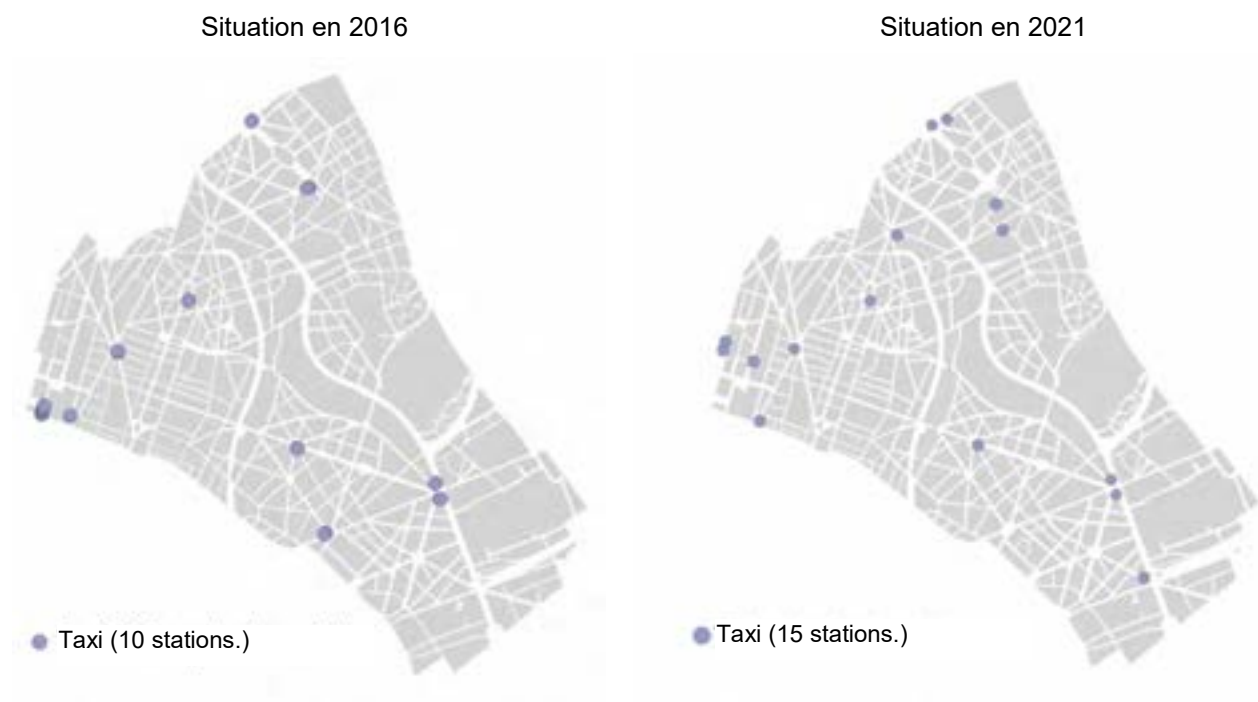 Situation en 2016
Situation en 2021
Taxi (10 stations.)
Taxi (15 stations.)